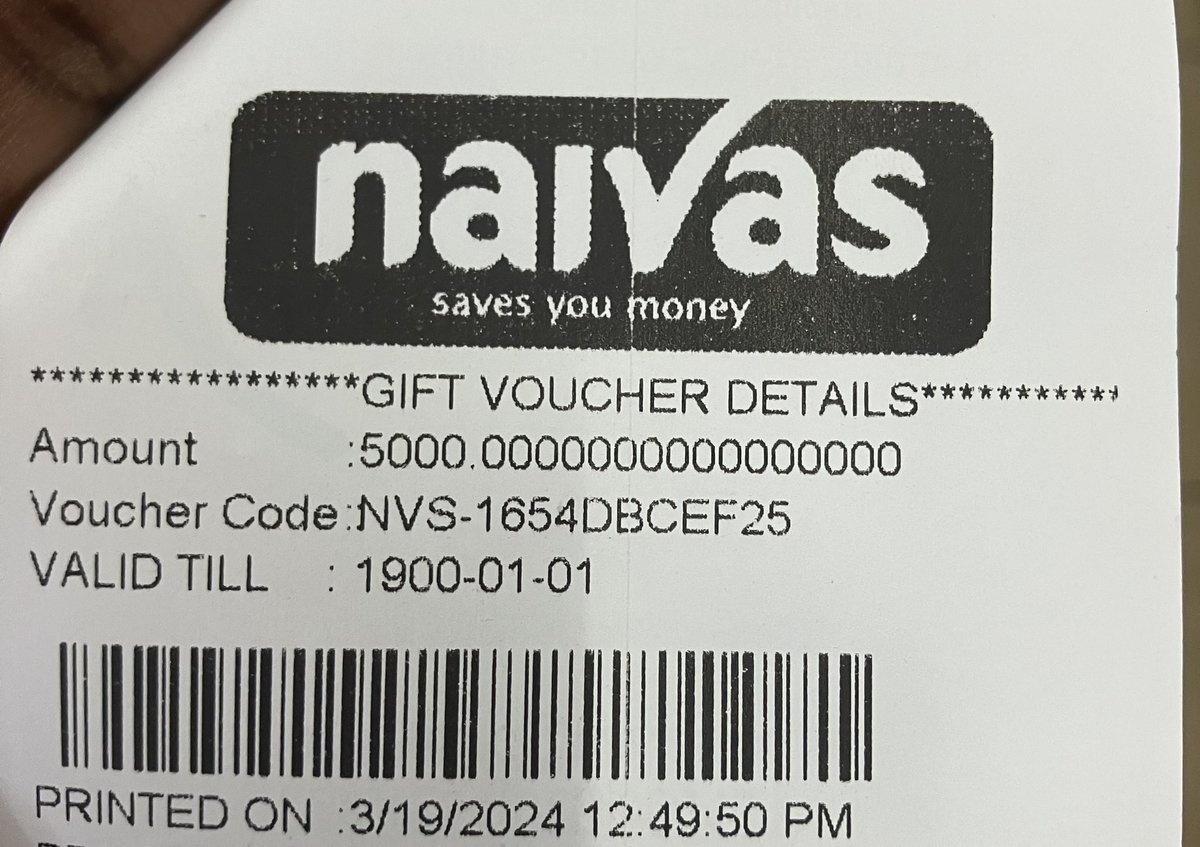 naivas
saves you money
*****************GIFT VOUCHER DETAILS***********
Amount :5000.0000000000000000
Voucher Code:NVS-1654DBCEF25
VALID TILL : 1900-01-01
PRINTED ON :3/19/2024 12:49:50 PM